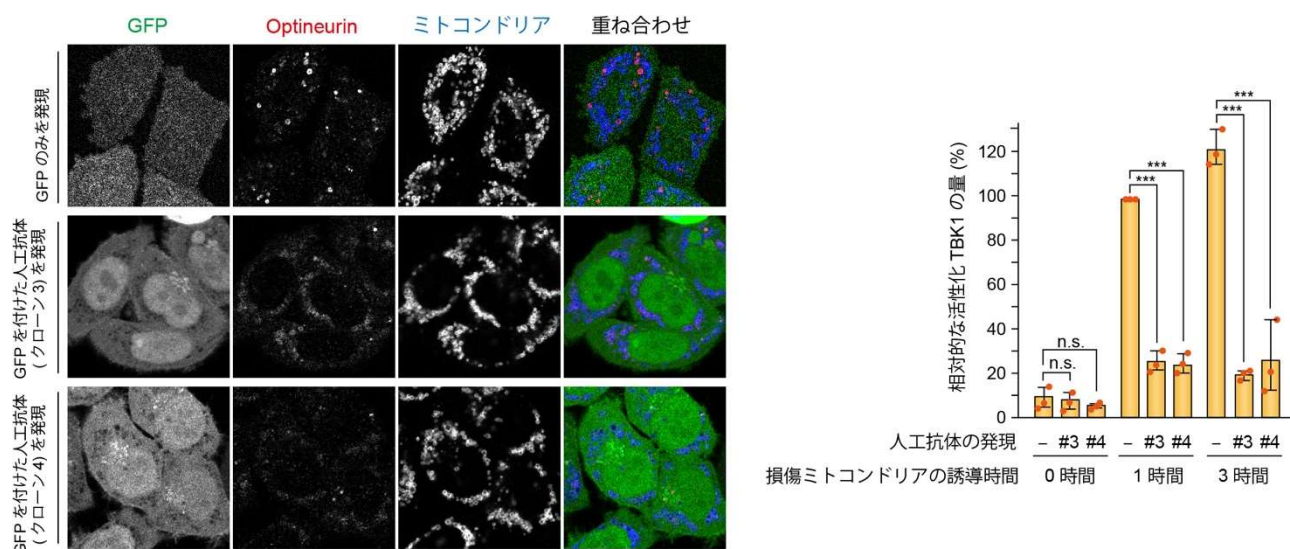 GFP
Optineurin
ミトコンドリア
重ね合わせ
GFP のみを発現
GFP を付けた人工抗体
( クローン 3) を発現
GFP を付けた人工抗体
( クローン 4) を発現
相対的な活性化 TBK1 の量 (%)
120
100
80
60
40
20
0
n.s.
n.s.
***
***
***
***
人工抗体の発現
– #3 #4 – #3 #4 – #3 #4
損傷ミトコンドリアの誘導時間
0 時間 1 時間 3 時間